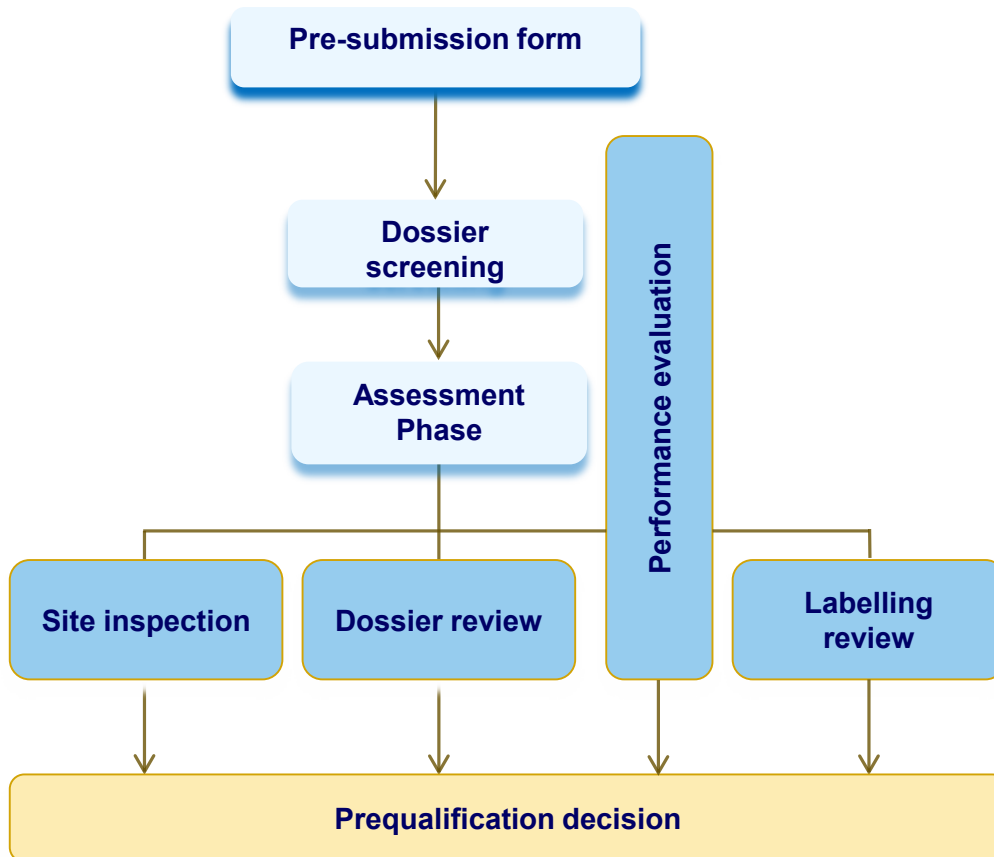 Pre-submission form
Dossier
screening
Assessment
Phase
Performance evaluation
Site inspection
Dossier review
Labelling
review
Prequalification decision